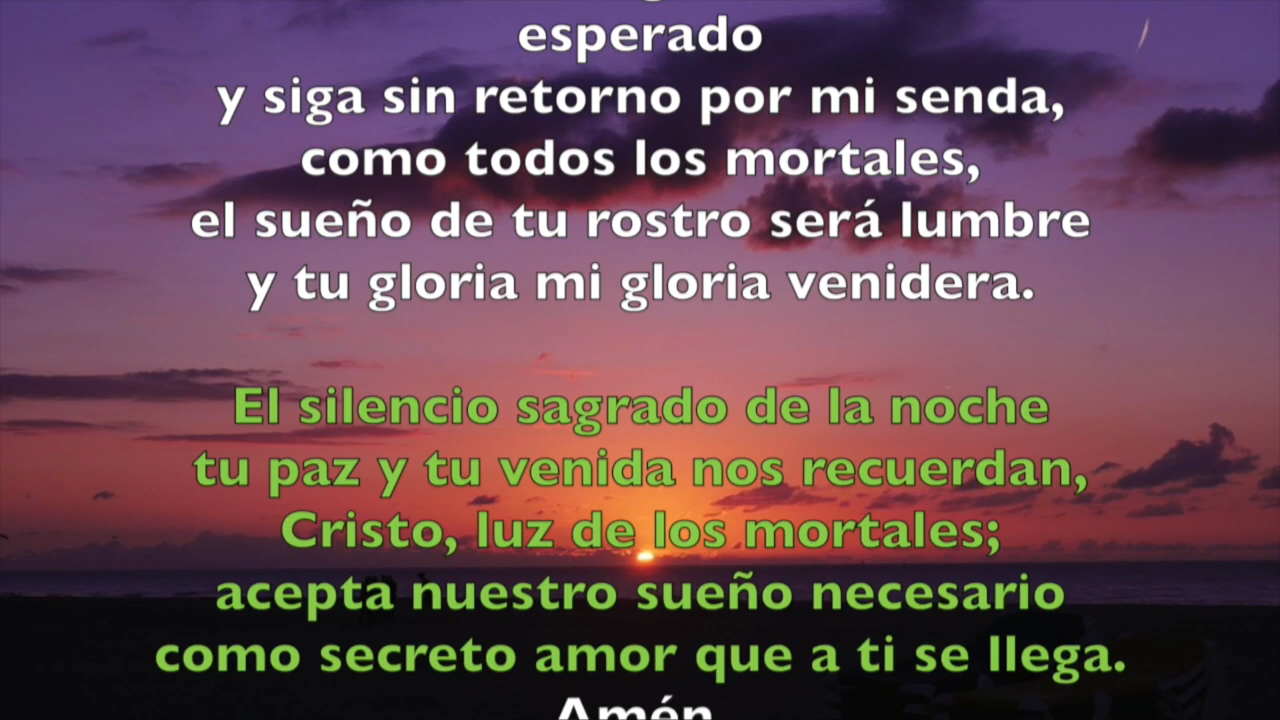 esperado
y siga sin retorno por mi senda,
como todos los mortales,
el sueño de tu rostro será lumbre
y tu gloria mi gloria venidera.
El silencio sagrado de la noche
tu paz y tu venida nos recuerdan,
Cristo, luz de los mortales;
acepta nuestro sueño necesario
como secreto amor que a ti se llega.
Amén